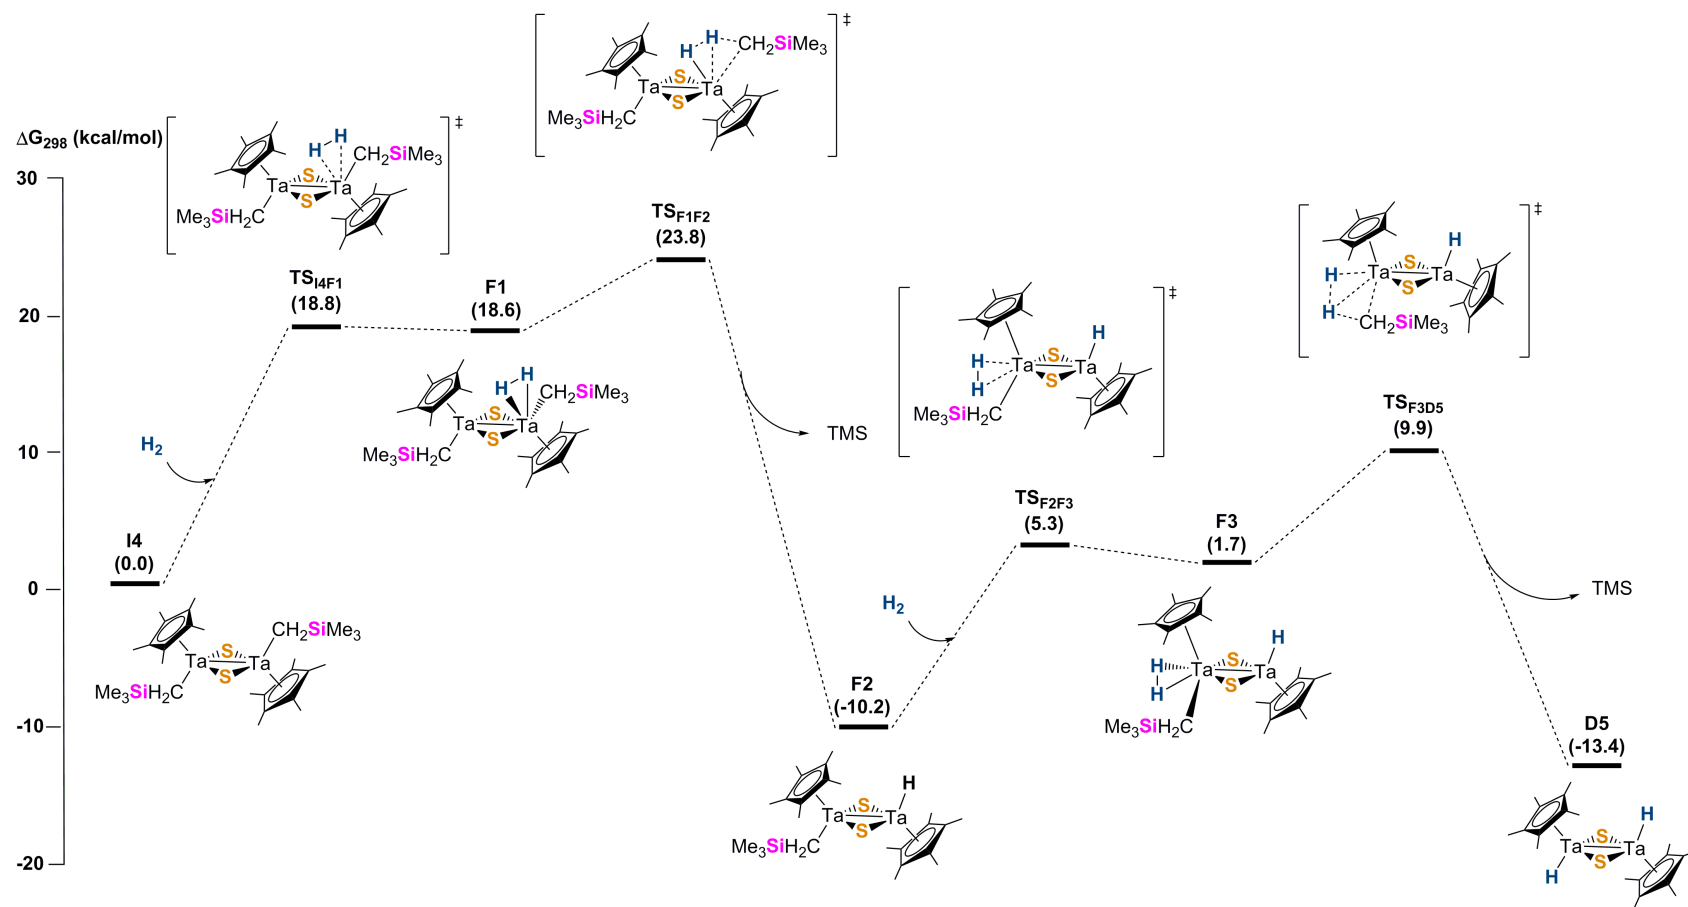 ΔG298 (kcal/mol)
30
20
10
0
-10
-20
I4
(0.0)
Ta
S
S
Ta
CH2SiMe3
Me3SiH2C
H2
‡
H
H
CH2SiMe3
Ta
S
S
Ta
Me3SiH2C
TSI4F1
(18.8)
F1
(18.6)
H
H
CH2SiMe3
Ta
S
S
Ta
Me3SiH2C
‡
H
H
CH2SiMe3
Ta
S
S
Ta
Me3SiH2C
TSF1F2
(23.8)
TMS
F2
(-10.2)
H
Ta
S
S
Ta
Me3SiH2C
H2
‡
H
H
H
Ta
S
S
Ta
Me3SiH2C
TSF2F3
(5.3)
F3
(1.7)
H
H
H
Ta
S
S
Ta
Me3SiH2C
‡
H
H
H
Ta
S
S
Ta
CH2SiMe3
TSF3D5
(9.9)
TMS
D5
(-13.4)
H
Ta
S
S
Ta
H